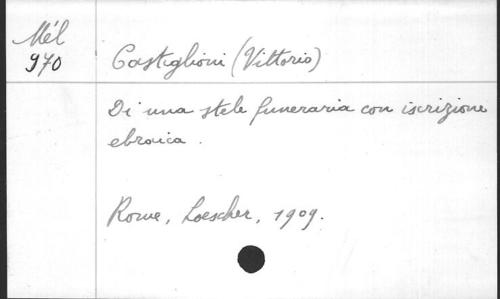 Mél
970
Castiglioni (Vittorio)
Di una stele funeraria con iscrizione
ebraica.
Rome, Loescher, 1909.